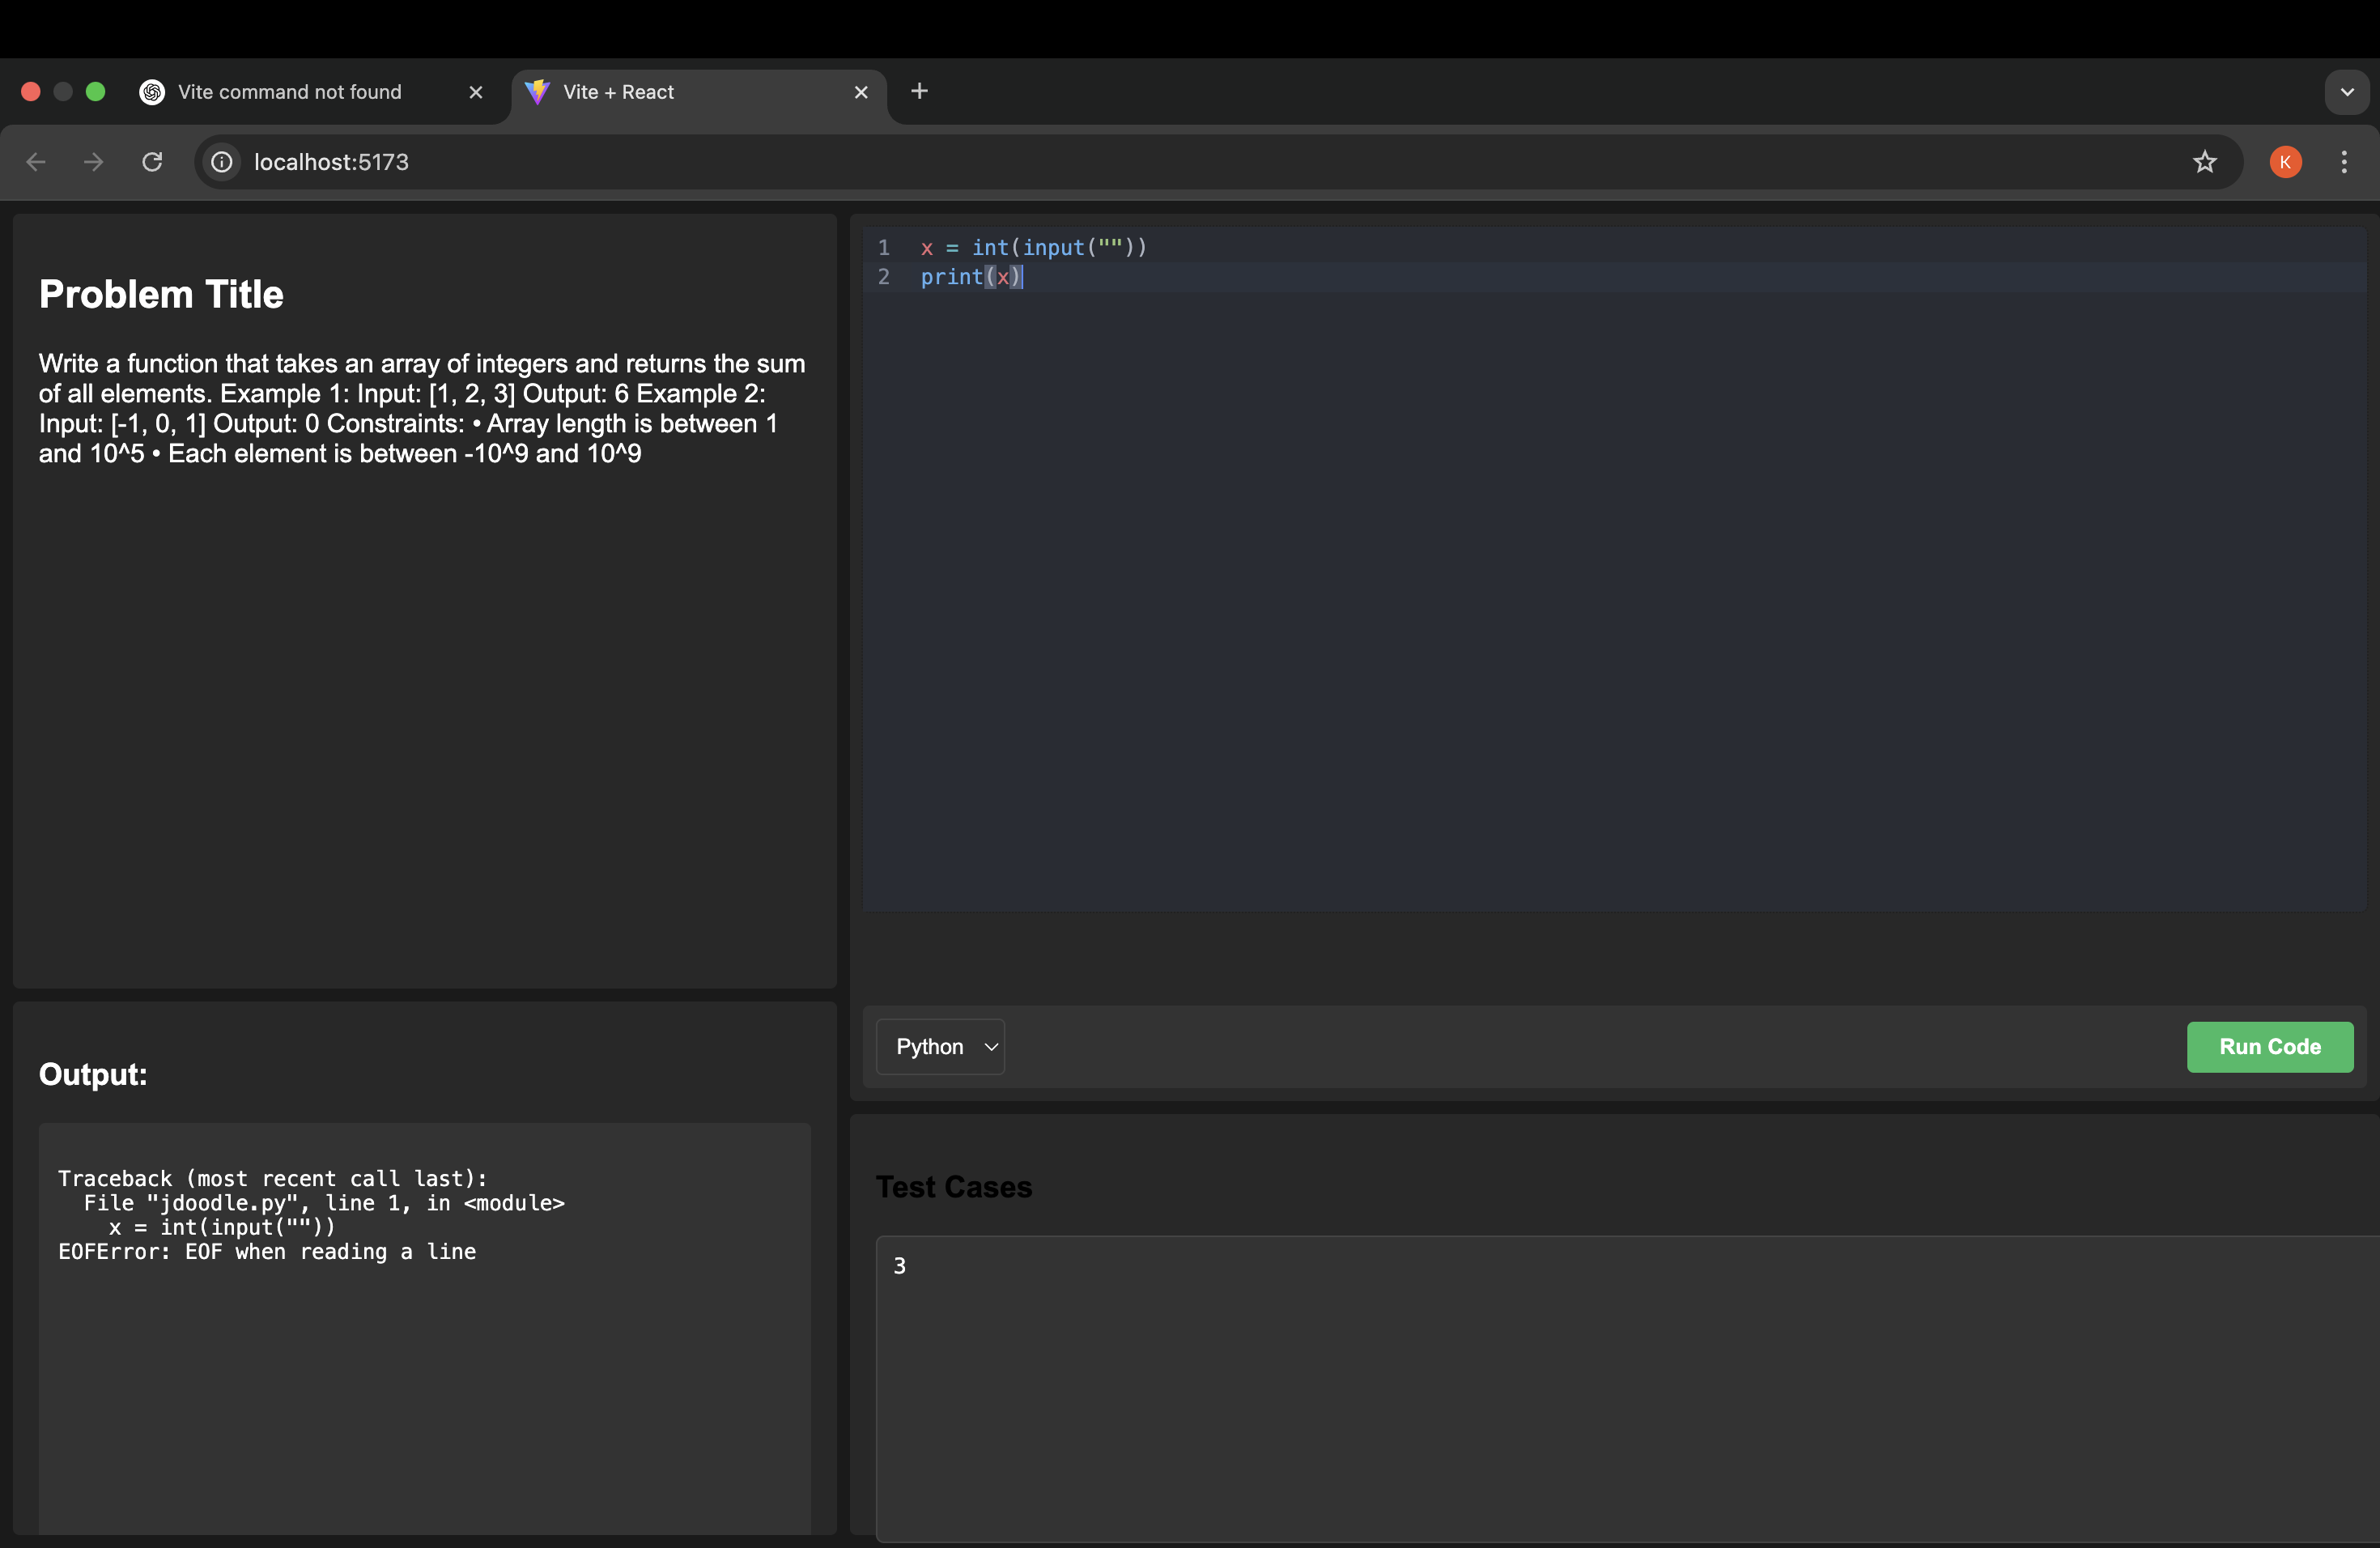 Vite command not found
Vite + React
localhost:5173
K
Problem Title
Write a function that takes an array of integers and returns the sum
of all elements. Example 1: Input: [1, 2, 3] Output: 6 Example 2:
Input: [-1, 0, 1] Output: 0 Constraints: • Array length is between 1
and 10^5 • Each element is between -10^9 and 10^9
1 x = int(input(""))
2 print(x)
Python
Run Code
Output:
Traceback (most recent call last):
  File "jdoodle.py", line 1, in <module>
    x = int(input(""))
EOFError: EOF when reading a line
Test Cases
3